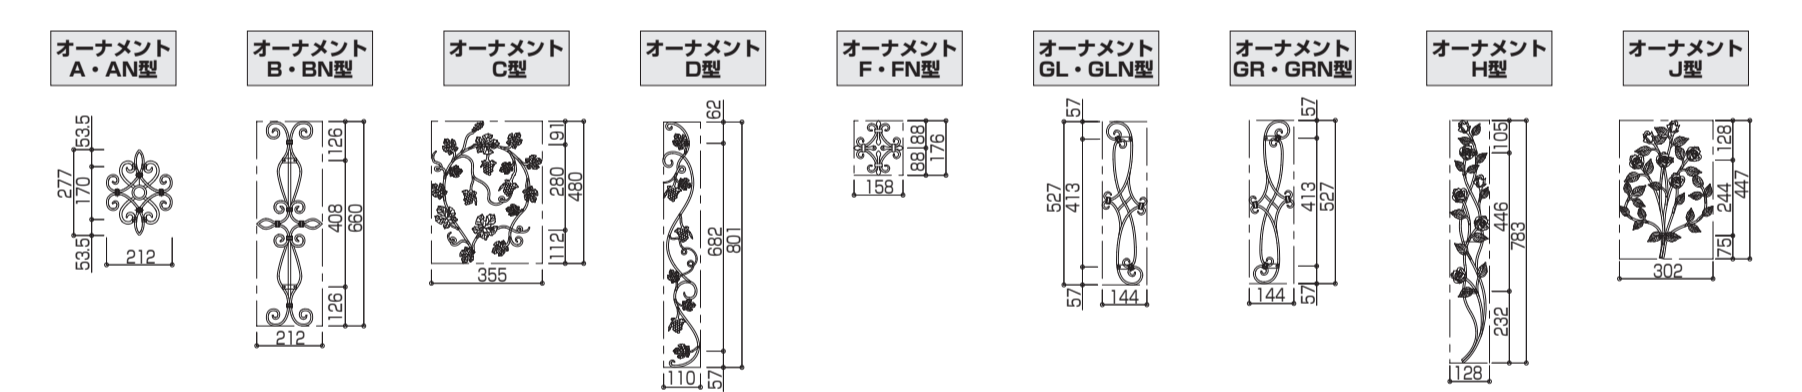 オーナメント
A・AN型
53.5
277
170
53.5
212
オーナメント
B・BN型
126
408
660
126
212
オーナメント
C型
91
280
480
112
355
オーナメント
D型
62
682
801
57
110
オーナメント
F・FN型
88
88
176
158
オーナメント
GL・GLN型
57
527
413
57
144
オーナメント
GR・GRN型
57
413
527
57
144
オーナメント
H型
105
446
783
232
128
オーナメント
J型
128
244
447
75
302